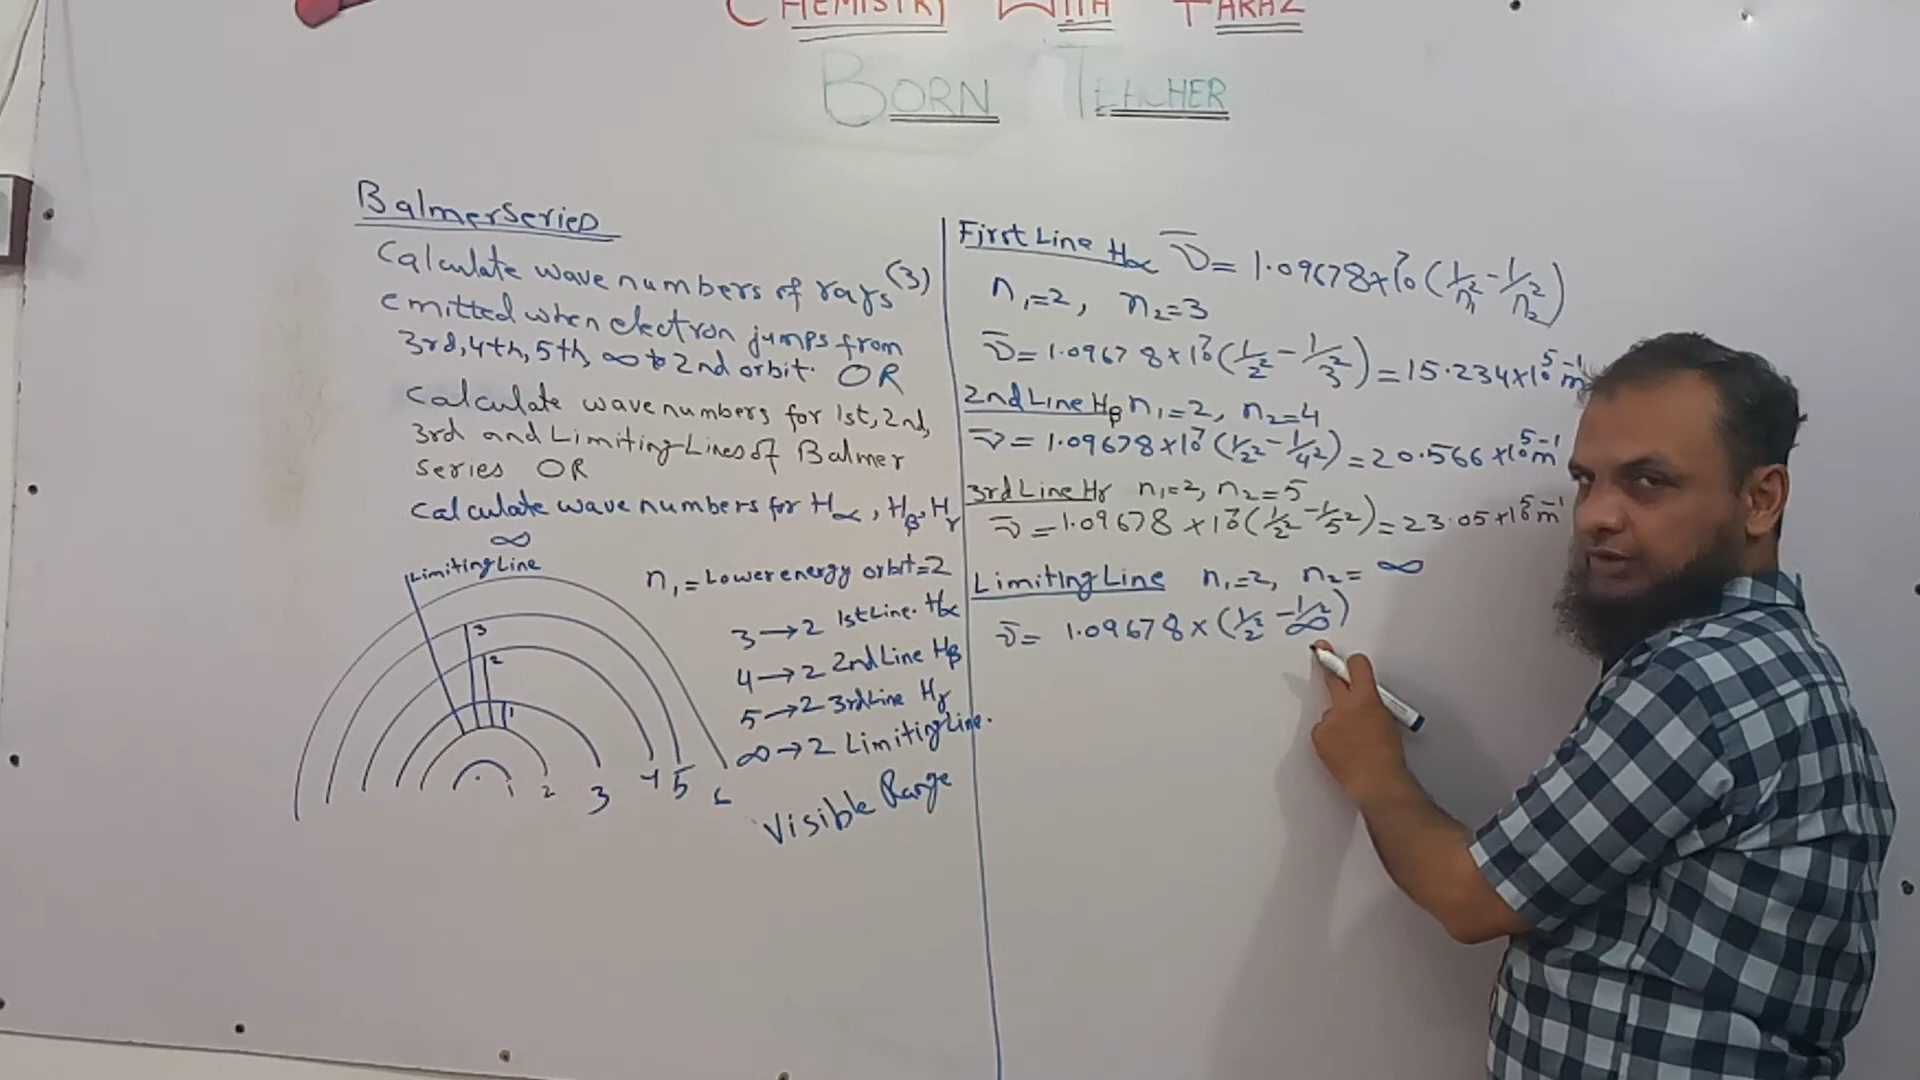 CHEMISTRY WITH TARAZ
BORN TEACHER
Balmer Series
Calculate wave numbers of rays (3)
emitted when electron jumps from
3rd, 4th, 5th, ∞ to 2nd orbit. OR
Calculate wave numbers for 1st, 2nd,
3rd and Limiting Lines of Balmer
series OR
Calculate wave numbers for Hα, Hβ, Hγ
∞
Limiting Line
n₁ = Lower energy orbit = 2
3 → 2 1st Line. Hα
4 → 2 2nd Line Hβ
5 → 2 3rd Line Hγ
∞ → 2 Limiting Line.
Visible Range
3
2
1
1 2 3 4 5 6
First Line Hα ν̄ = 1.09678 × 10⁷ (1/n₁² - 1/n₂²)
n₁ = 2, n₂ = 3
ν̄ = 1.09678 × 10⁷ (1/2² - 1/3²) = 15.234 × 10⁵ m⁻¹
2nd Line Hβ n₁ = 2, n₂ = 4
ν̄ = 1.09678 × 10⁷ (1/2² - 1/4²) = 20.566 × 10⁵ m⁻¹
3rd Line Hγ n₁ = 2, n₂ = 5
ν̄ = 1.09678 × 10⁷ (1/2² - 1/5²) = 23.05 × 10⁵ m⁻¹
Limiting Line n₁ = 2, n₂ = ∞
ν̄ = 1.09678 × (1/2² - 1/∞²)